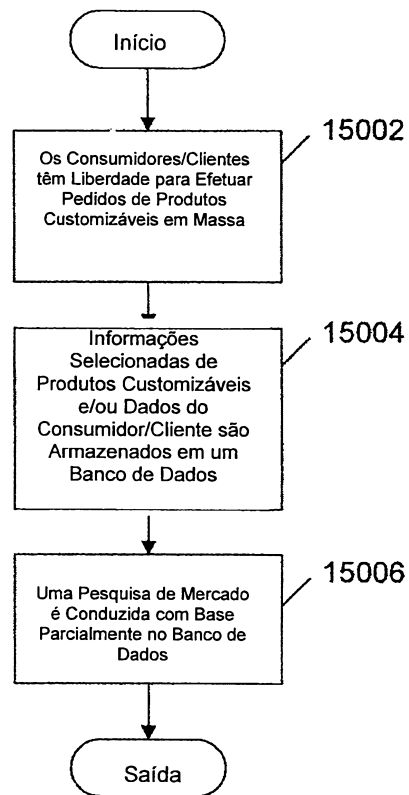 Início
15002
Os Consumidores/Clientes
têm Liberdade para Efetuar
Pedidos de Produtos
Customizáveis em Massa
15004
Informações
Selecionadas de
Produtos Customizáveis
e/ou Dados do
Consumidor/Cliente são
Armazenados em um
Banco de Dados
15006
Uma Pesquisa de Mercado
é Conduzida com Base
Parcialmente no Banco de
Dados
Saída